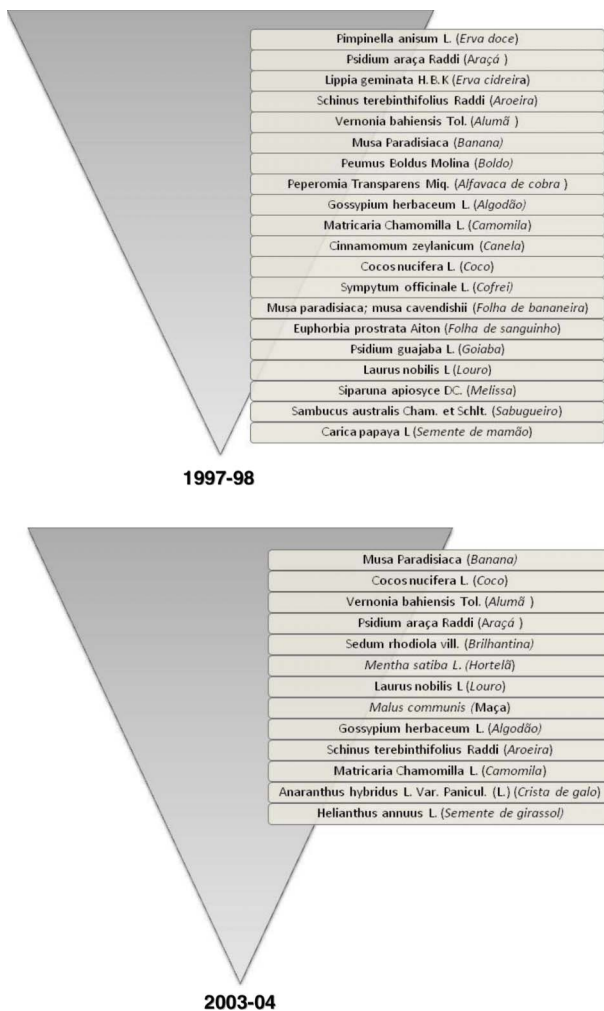 Pimpinella anisum L. (Erva doce)
Psidium araça Raddi (Araçá )
Lippia geminata H.B.K (Erva cidreira)
Schinus terebinthifolius Raddi (Aroeira)
Vernonia bahiensis Tol. (Alumã )
Musa Paradisiaca (Banana)
Peumus Boldus Molina (Boldo)
Peperomia Transparens Miq. (Alfavaca de cobra )
Gossypium herbaceum L. (Algodão)
Matricaria Chamomilla L. (Camomila)
Cinnamomum zeylanicum (Canela)
Cocos nucifera L. (Coco)
Sympytum officinale L. (Cofrei)
Musa paradisiaca; musa cavendishii (Folha de bananeira)
Euphorbia prostrata Aiton (Folha de sanguinho)
Psidium guajaba L. (Goiaba)
Laurus nobilis L (Louro)
Siparuna apiosyce DC. (Melissa)
Sambucus australis Cham. et Schlt. (Sabugueiro)
Carica papaya L (Semente de mamão)
1997-98
Musa Paradisiaca (Banana)
Cocos nucifera L. (Coco)
Vernonia bahiensis Tol. (Alumã )
Psidium araça Raddi (Araçá )
Sedum rhodiola vill. (Brilhantina)
Mentha satiba L. (Hortelã)
Laurus nobilis L (Louro)
Malus communis (Maça)
Gossypium herbaceum L. (Algodão)
Schinus terebinthifolius Raddi (Aroeira)
Matricaria Chamomilla L. (Camomila)
Anaranthus hybridus L. Var. Panicul. (L.) (Crista de galo)
Helianthus annuus L. (Semente de girassol)
2003-04